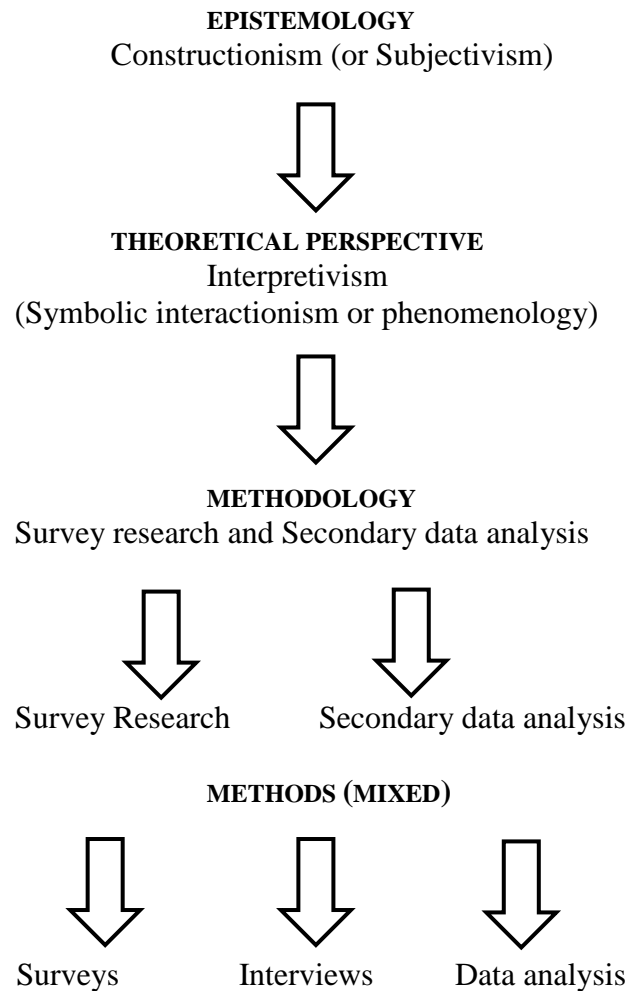 EPISTEMOLOGY
Constructionism (or Subjectivism)
THEORETICAL PERSPECTIVE
Interpretivism
(Symbolic interactionism or phenomenology)
METHODOLOGY
Survey research and Secondary data analysis
Survey Research Secondary data analysis
METHODS (MIXED)
Surveys Interviews Data analysis